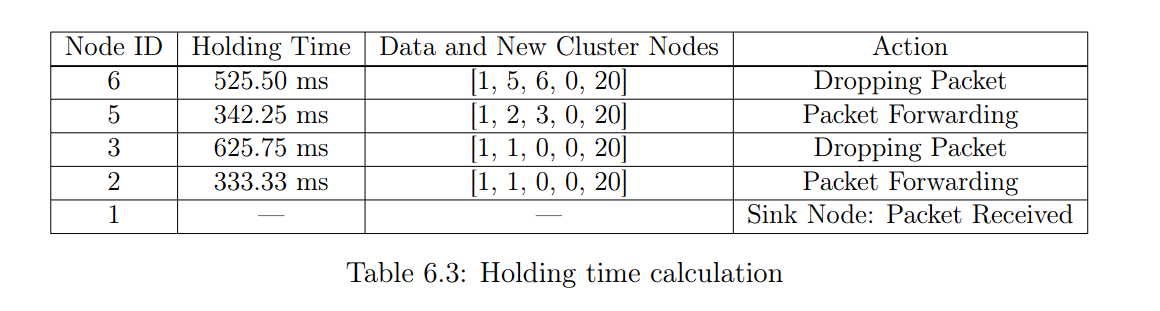 Node ID Holding Time Data and New Cluster Nodes Action
6 525.50 ms [1, 5, 6, 0, 20] Dropping Packet
5 342.25 ms [1, 2, 3, 0, 20] Packet Forwarding
3 625.75 ms [1, 1, 0, 0, 20] Dropping Packet
2 333.33 ms [1, 1, 0, 0, 20] Packet Forwarding
1 — — Sink Node: Packet Received
Table 6.3: Holding time calculation